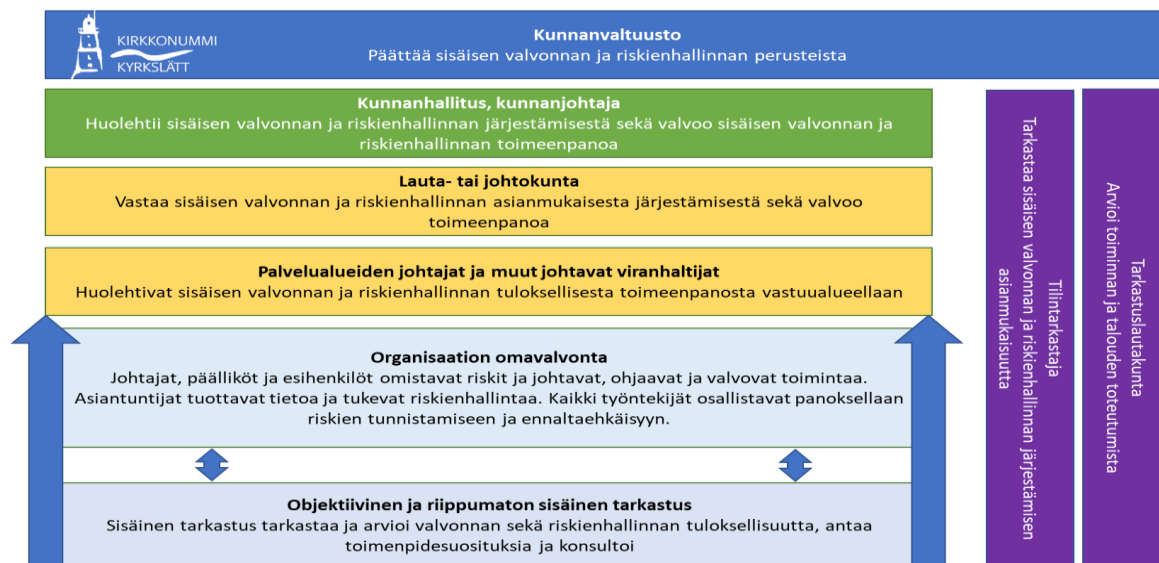 KIRKKONUMMI
KYRKSLÄTT
Kunnanvaltuusto
Päättää sisäisen valvonnan ja riskienhallinnan perusteista
Kunnanhallitus, kunnanjohtaja
Huolehtii sisäisen valvonnan ja riskienhallinnan järjestämisestä sekä valvoo sisäisen valvonnan ja
riskienhallinnan toimeenpanoa
Lauta- tai johtokunta
Vastaa sisäisen valvonnan ja riskienhallinnan asianmukaisesta järjestämisestä sekä valvoo
toimeenpanoa
Palvelualueiden johtajat ja muut johtavat viranhaltijat
Huolehtivat sisäisen valvonnan ja riskienhallinnan tuloksellisesta toimeenpanosta vastuualueellaan
Organisaation omavalvonta
Johtajat, päälliköt ja esihenkilöt omistavat riskit ja johtavat, ohjaavat ja valvovat toimintaa.
Asiantuntijat tuottavat tietoa ja tukevat riskienhallintaa. Kaikki työntekijät osallistavat panoksellaan
riskien tunnistamiseen ja ennaltaehkäisyyn.
Objektiivinen ja riippumaton sisäinen tarkastus
Sisäinen tarkastus tarkastaa ja arvioi valvonnan sekä riskienhallinnan tuloksellisuutta, antaa
toimenpidesuosituksia ja konsultoi
Tilintarkastaja
Tarkastaa sisäisen valvonnan ja riskienhallinnan järjestämisen
asianmukaisuutta
Tarkastuslautakunta
Arvioi toiminnan ja talouden toteutumista